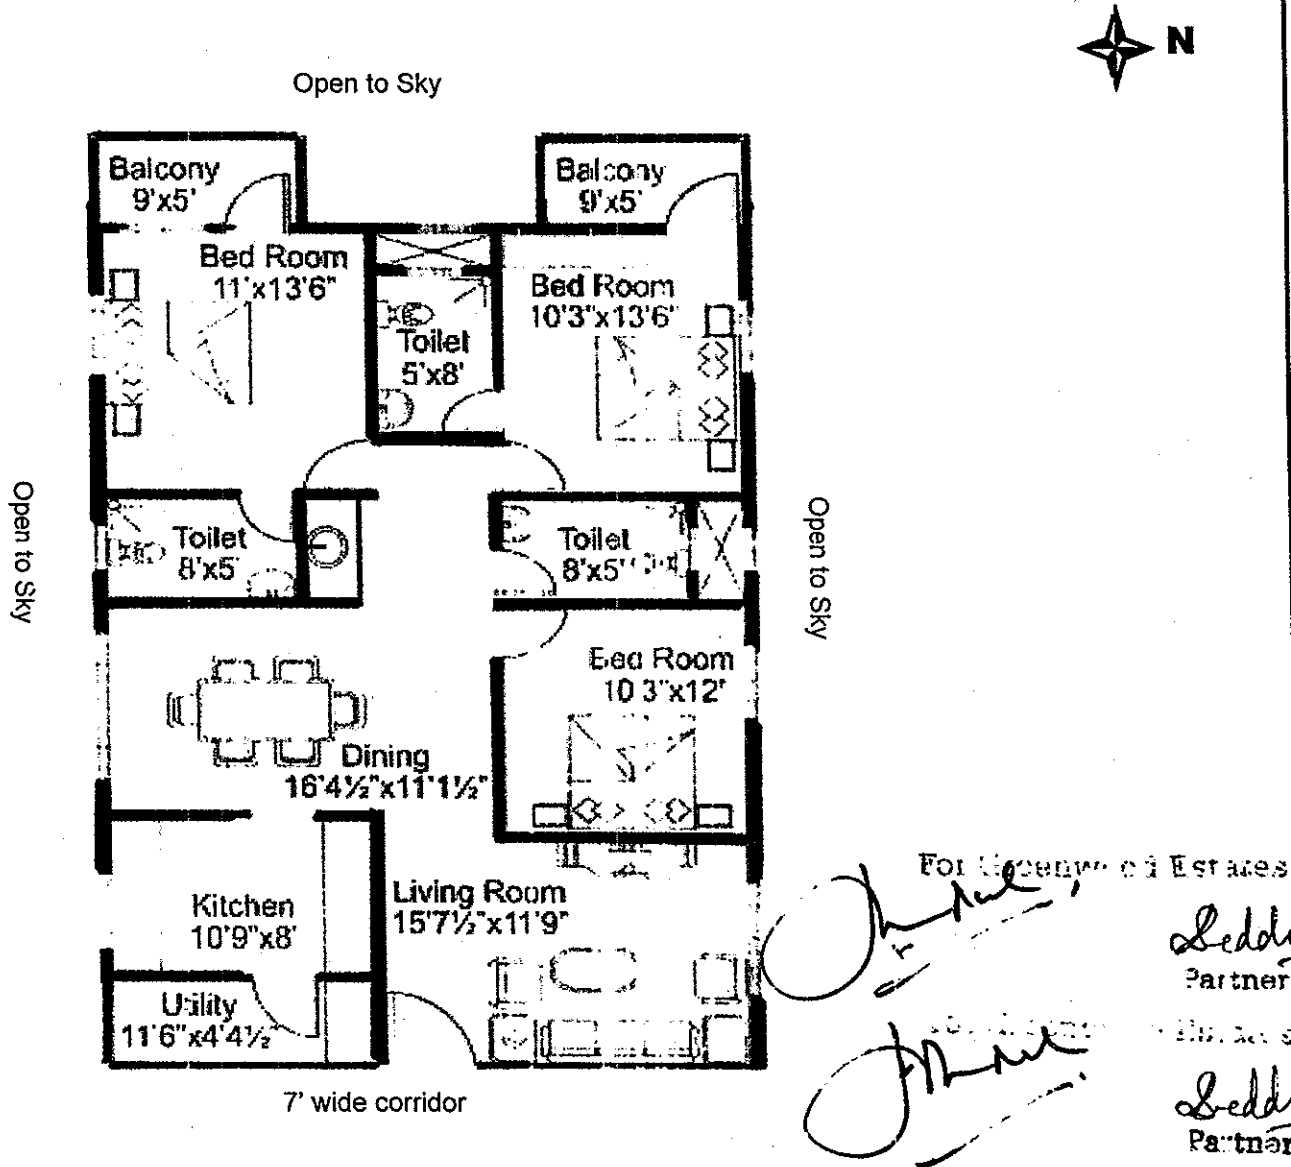 N
Open to Sky
Balcony
9'x5'
Balcony
9'x5'
Bed Room
11'x13'6"
Bed Room
10'3"x13'6"
Toilet
5'x8'
Open to Sky
Toilet
8'x5'
Toilet
8'x5'
Open to Sky
Bed Room
10'3"x12'
Dining
16'4½"x11'1½"
Living Room
15'7½"x11'9"
Kitchen
10'9"x8'
Utility
11'6"x4'4½"
7' wide corridor
For Greenwood Estates
Partner
Estates
Partner